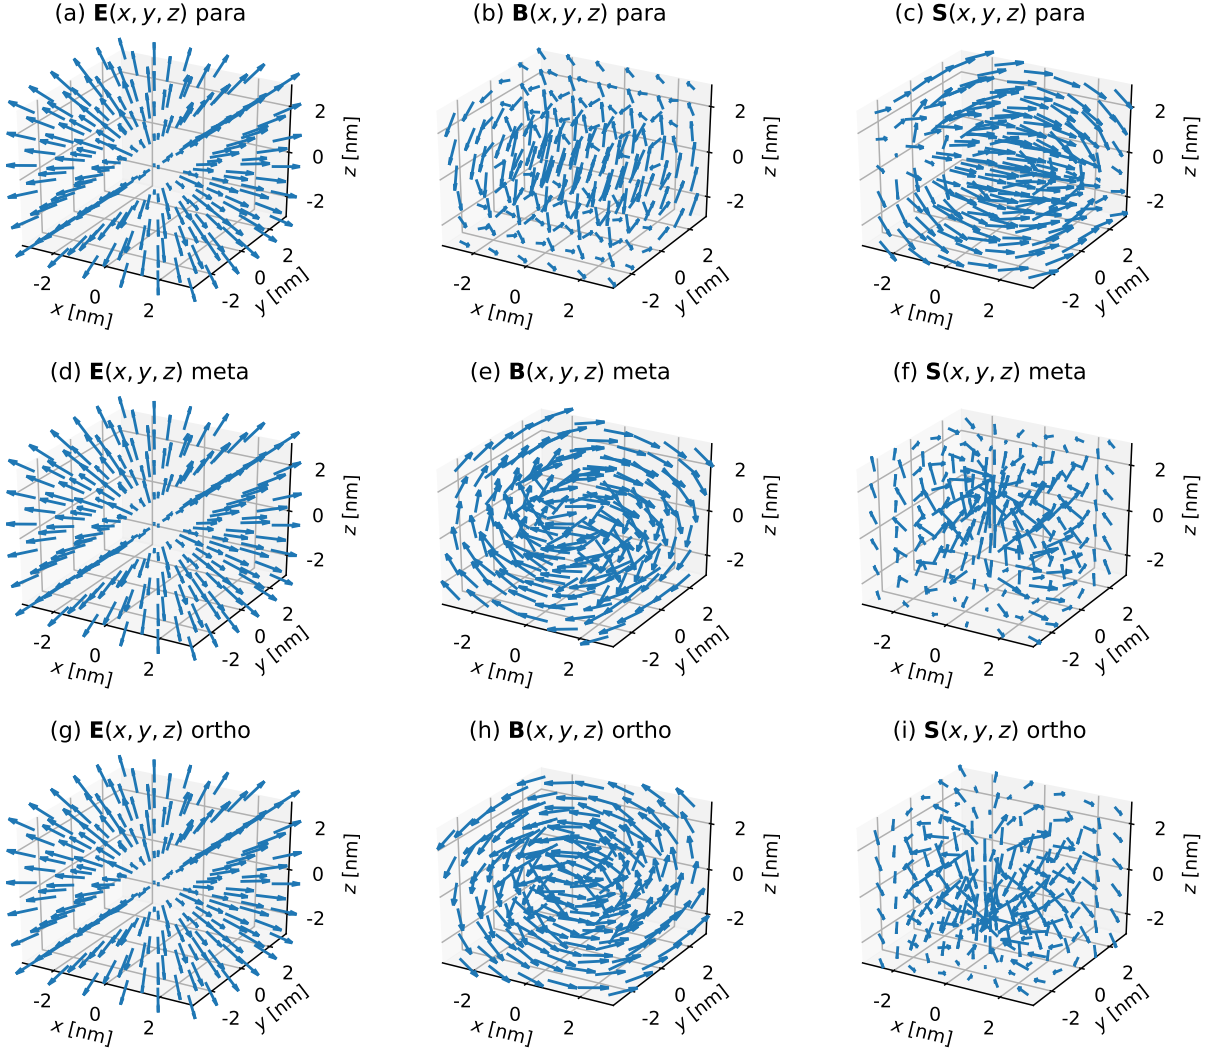 (a) E(x, y, z) para
(b) B(x, y, z) para
(c) S(x, y, z) para
2
0
-2
z [nm]
-2
0
2
x [nm]
-2
0
2
y [nm]
2
0
-2
z [nm]
-2
0
2
x [nm]
-2
0
2
y [nm]
2
0
-2
z [nm]
-2
0
2
x [nm]
-2
0
2
y [nm]
(d) E(x, y, z) meta
(e) B(x, y, z) meta
(f) S(x, y, z) meta
2
0
-2
z [nm]
-2
0
2
x [nm]
-2
0
2
y [nm]
2
0
-2
z [nm]
-2
0
2
x [nm]
-2
0
2
y [nm]
2
0
-2
z [nm]
-2
0
2
x [nm]
-2
0
2
y [nm]
(g) E(x, y, z) ortho
(h) B(x, y, z) ortho
(i) S(x, y, z) ortho
2
0
-2
z [nm]
-2
0
2
x [nm]
-2
0
2
y [nm]
2
0
-2
z [nm]
-2
0
2
x [nm]
-2
0
2
y [nm]
2
0
-2
z [nm]
-2
0
2
x [nm]
-2
0
2
y [nm]